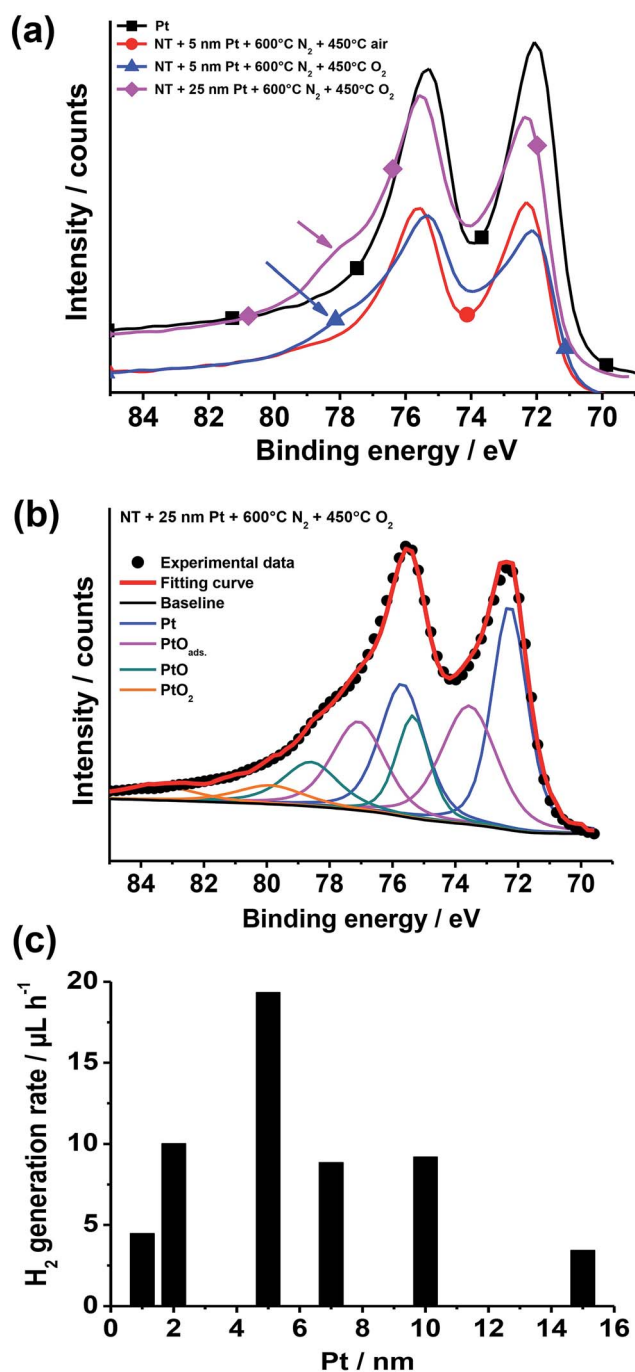 (a)
Pt
NT + 5 nm Pt + 600°C N₂ + 450°C air
NT + 5 nm Pt + 600°C N₂ + 450°C O₂
NT + 25 nm Pt + 600°C N₂ + 450°C O₂
Intensity / counts
84 82 80 78 76 74 72 70
Binding energy / eV
(b)
NT + 25 nm Pt + 600°C N₂ + 450°C O₂
Experimental data
Fitting curve
Baseline
Pt
PtO_ads.
PtO
PtO₂
Intensity / counts
84 82 80 78 76 74 72 70
Binding energy / eV
(c)
H₂ generation rate / µL h⁻¹
20
15
10
5
0
0 2 4 6 8 10 12 14 16
Pt / nm